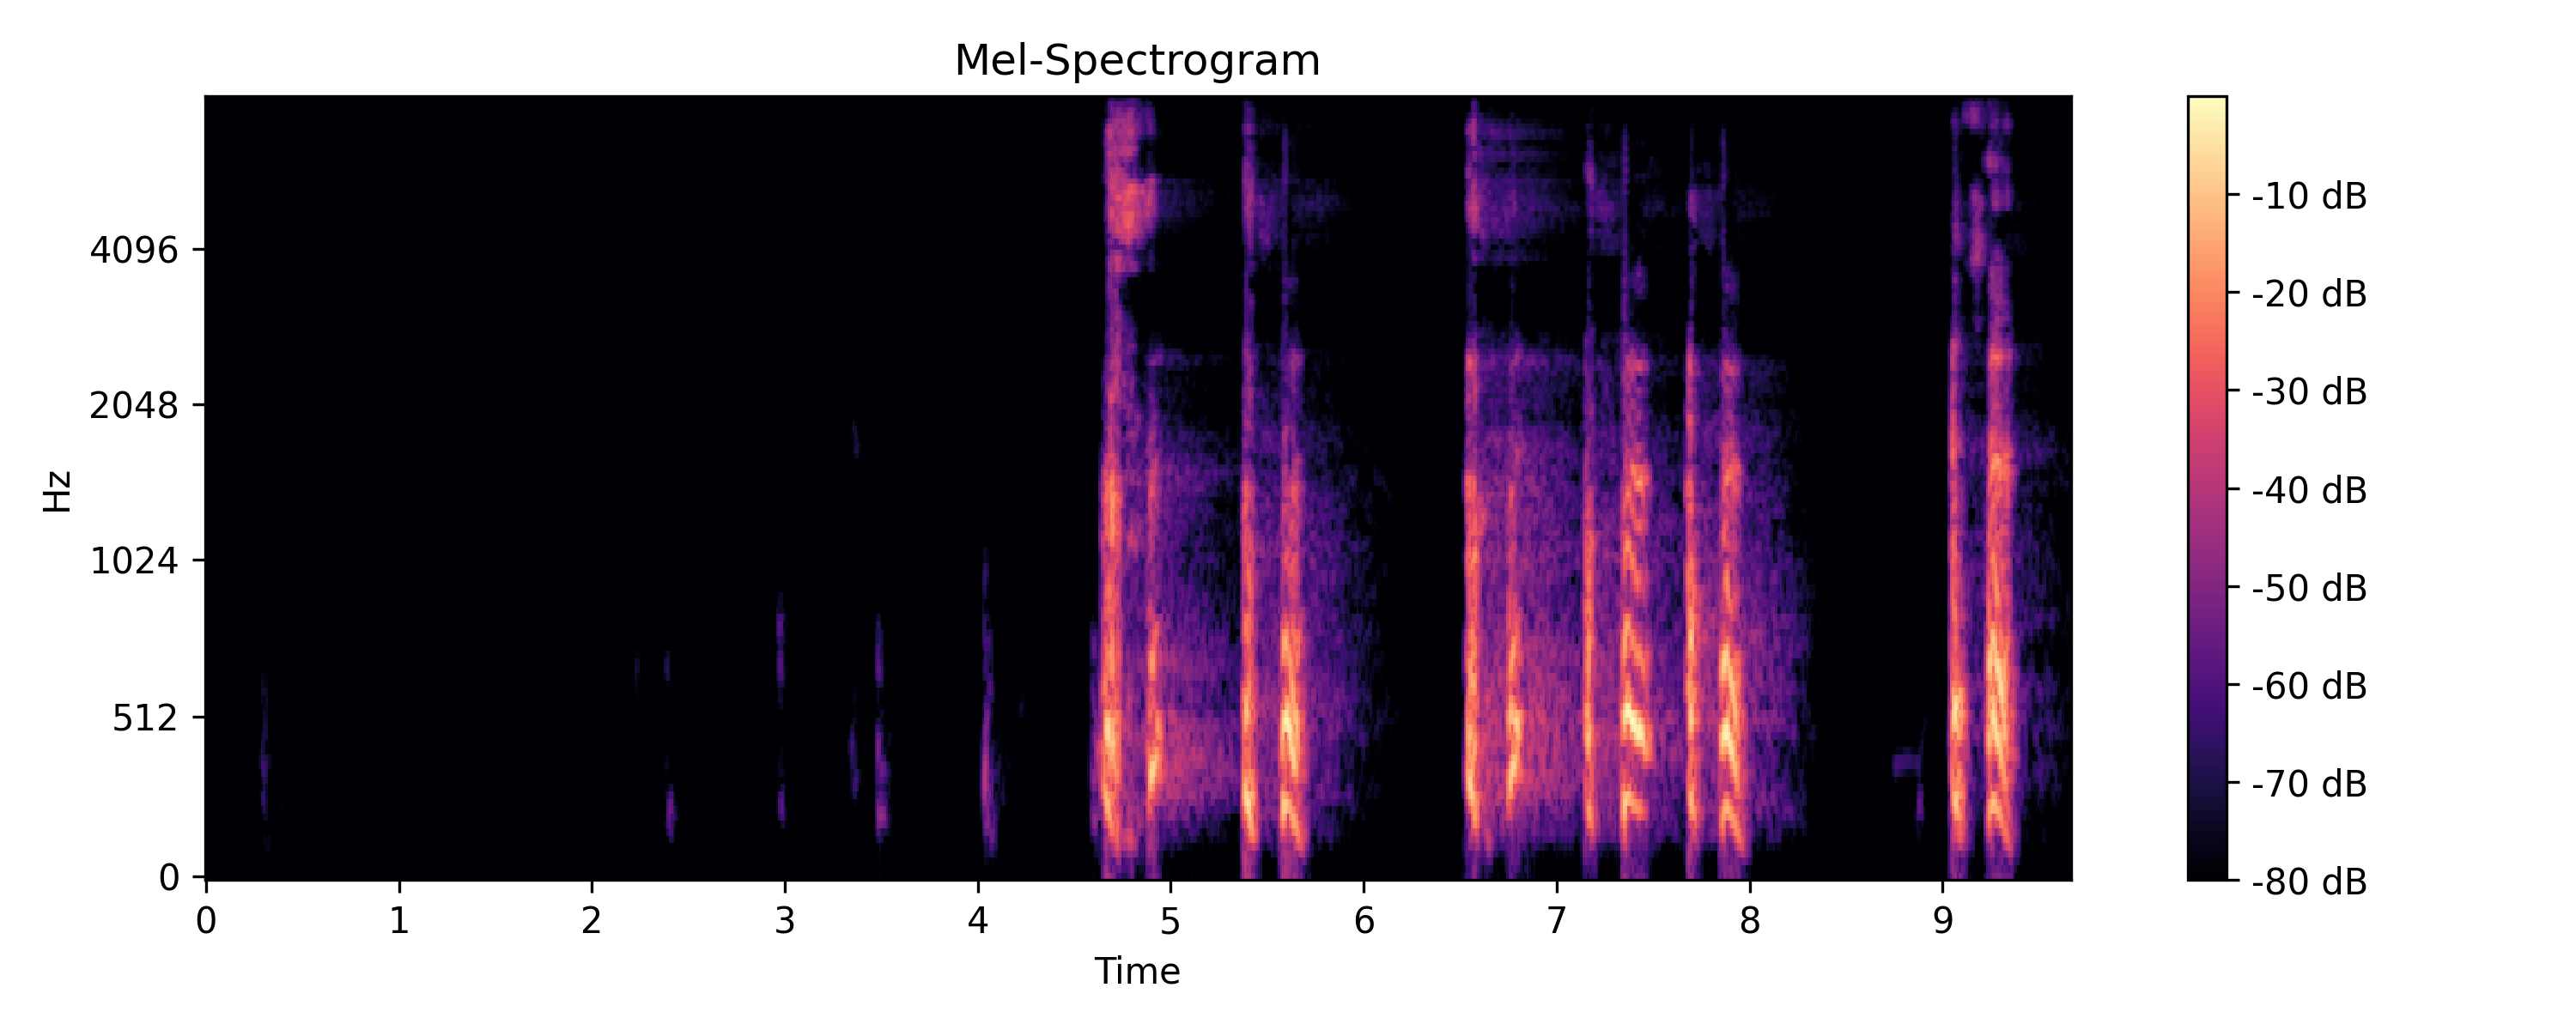 Mel-Spectrogram
Hz
4096
2048
1024
512
0
0 1 2 3 4 5 6 7 8 9
Time
-10 dB
-20 dB
-30 dB
-40 dB
-50 dB
-60 dB
-70 dB
-80 dB